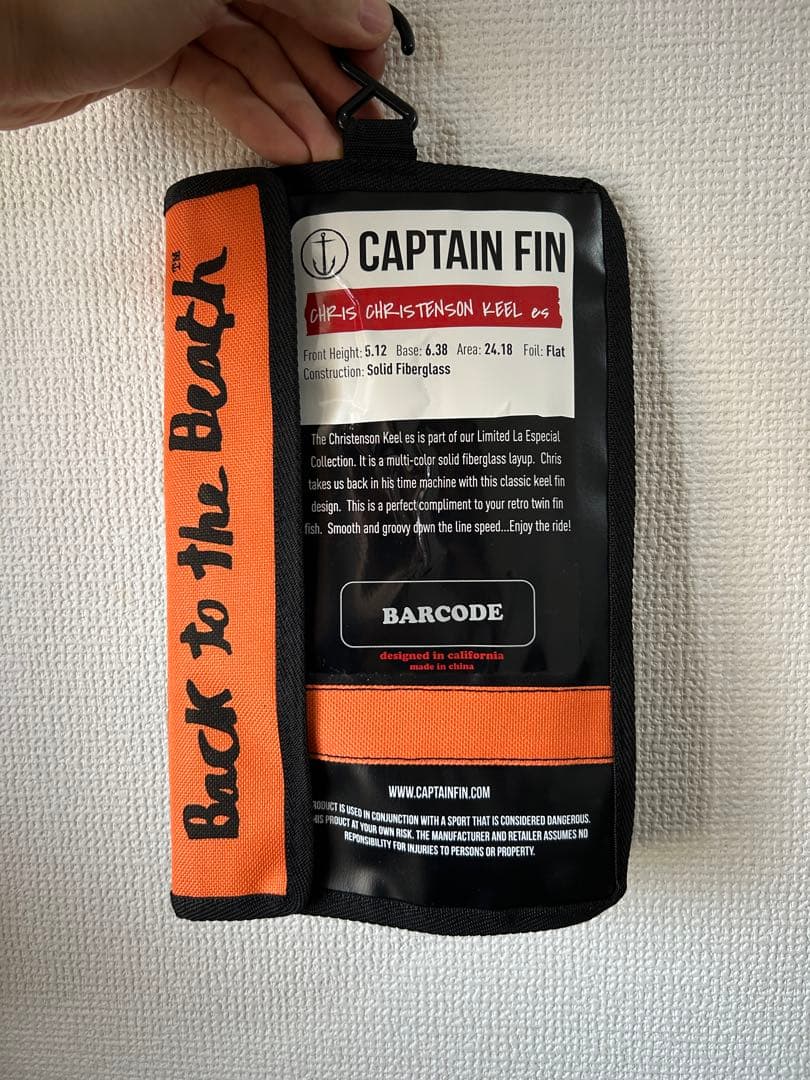 Back to the Beach™
CAPTAIN FIN
CHRIS CHRISTENSON KEEL es
Front Height: 5.12 Base: 6.38 Area: 24.18 Foil: Flat
Construction: Solid Fiberglass
The Christenson Keel es is part of our Limited La Especial
Collection. It is a multi-color solid fiberglass layup. Chris
takes us back in his time machine with this classic keel fin
design. This is a perfect compliment to your retro twin fin
fish. Smooth and groovy down the line speed...Enjoy the ride!
BARCODE
designed in california
made in china
WWW.CAPTAINFIN.COM
RODUCT IS USED IN CONJUNCTION WITH A SPORT THAT IS CONSIDERED DANGEROUS.
HIS PRODUCT AT YOUR OWN RISK. THE MANUFACTURER AND RETAILER ASSUMES NO
REPONSIBILITY FOR INJURIES TO PERSONS OR PROPERTY.